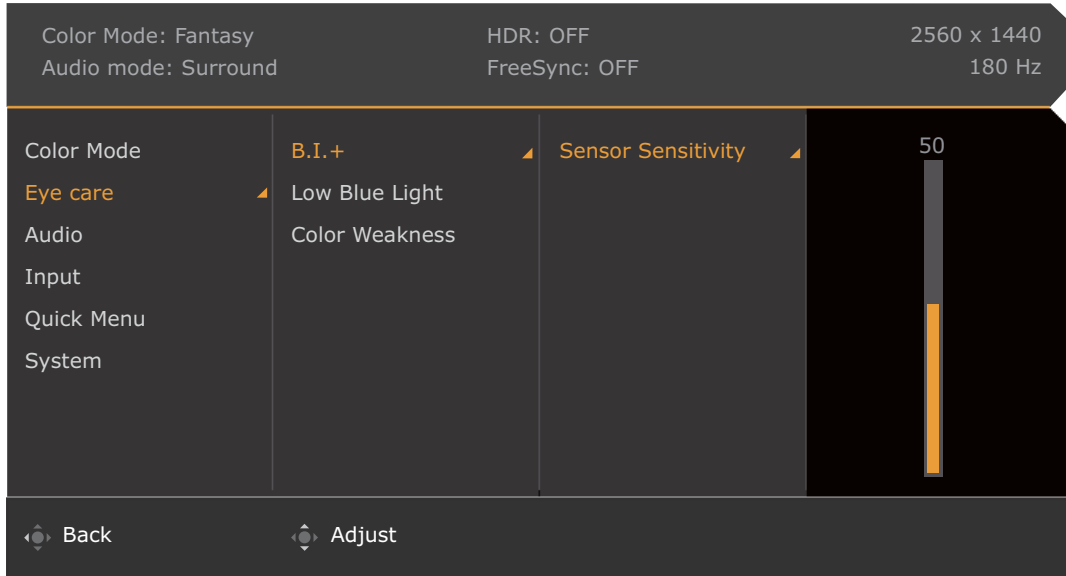 Color Mode: Fantasy
Audio mode: Surround
HDR: OFF
FreeSync: OFF
2560 x 1440
180 Hz
Color Mode
Eye care
Audio
Input
Quick Menu
System
B.I.+
Low Blue Light
Color Weakness
Sensor Sensitivity
50
Back
Adjust